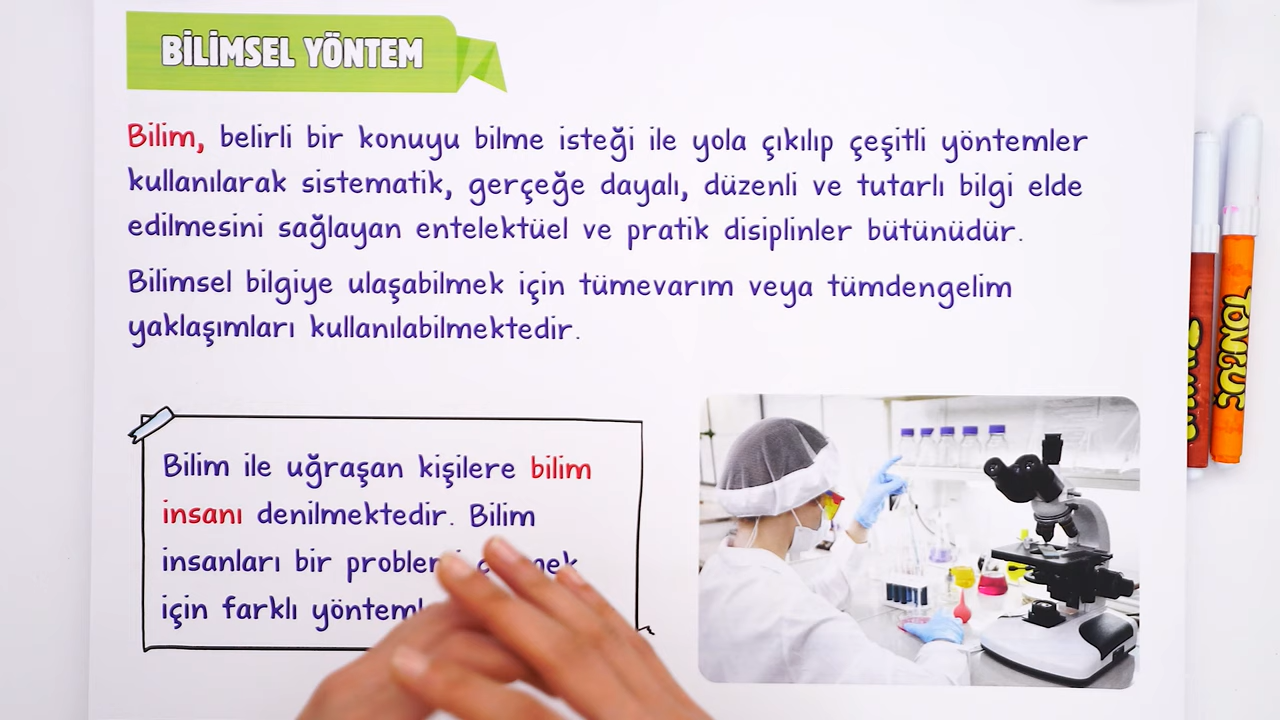 BİLİMSEL YÖNTEM
Bilim, belirli bir konuyu bilme isteği ile yola çıkılıp çeşitli yöntemler
kullanılarak sistematik, gerçeğe dayalı, düzenli ve tutarlı bilgi elde
edilmesini sağlayan entelektüel ve pratik disiplinler bütünüdür.
Bilimsel bilgiye ulaşabilmek için tümevarım veya tümdengelim
yaklaşımları kullanılabilmektedir.
Bilim ile uğraşan kişilere bilim
insanı denilmektedir. Bilim
insanları bir
için farklı